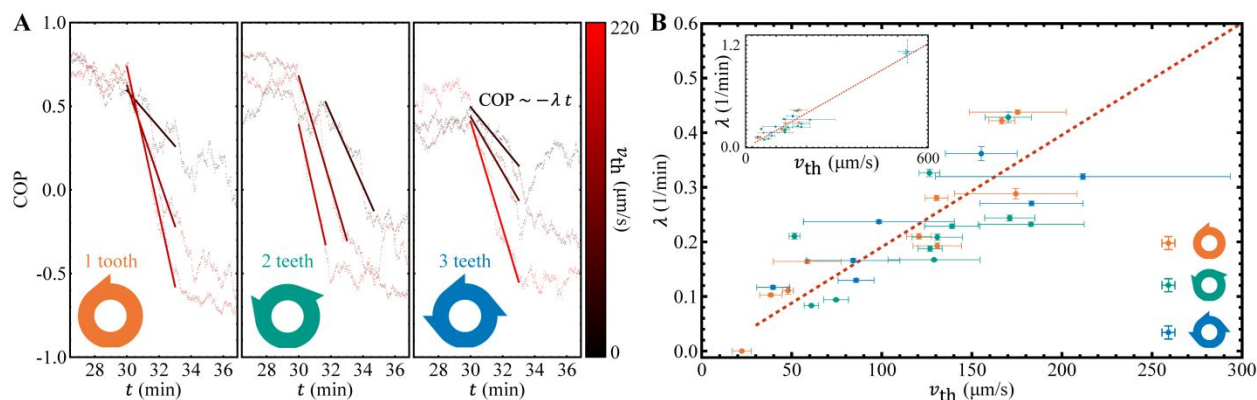 A
COP
1.0
0.5
0.0
-0.5
-1.0
1 tooth
28 30 32 34 36
t (min)
2 teeth
28 30 32 34 36
t (min)
3 teeth
COP ~ −λ t
28 30 32 34 36
t (min)
220
v_th (μm/s)
0
B
λ (1/min)
0.6
0.5
0.4
0.3
0.2
0.1
0.0
0 50 100 150 200 250 300
v_th (μm/s)
λ (1/min)
1.2
0.0
0 600
v_th (μm/s)